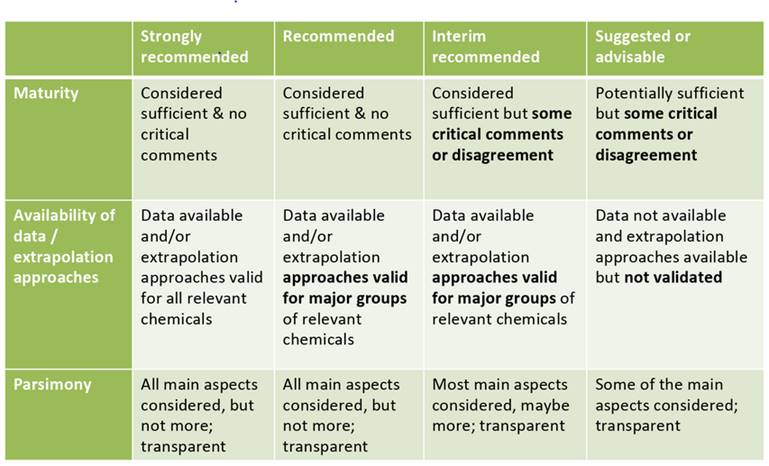 Strongly
recommended
Recommended
Interim
recommended
Suggested or
advisable
Maturity
Considered
sufficient & no
critical
comments
Considered
sufficient & no
critical comments
Considered
sufficient but some
critical comments
or disagreement
Potentially sufficient
but some critical
comments or
disagreement
Availability of
data /
extrapolation
approaches
Data available
and/or
extrapolation
approaches valid
for all relevant
chemicals
Data available
and/or
extrapolation
approaches valid
for major groups
of relevant
chemicals
Data available
and/or
extrapolation
approaches valid
for major groups of
relevant chemicals
Data not available
and extrapolation
approaches available
but not validated
Parsimony
All main aspects
considered, but
not more;
transparent
All main aspects
considered, but
not more;
transparent
Most main aspects
considered, maybe
more; transparent
Some of the main
aspects considered;
transparent